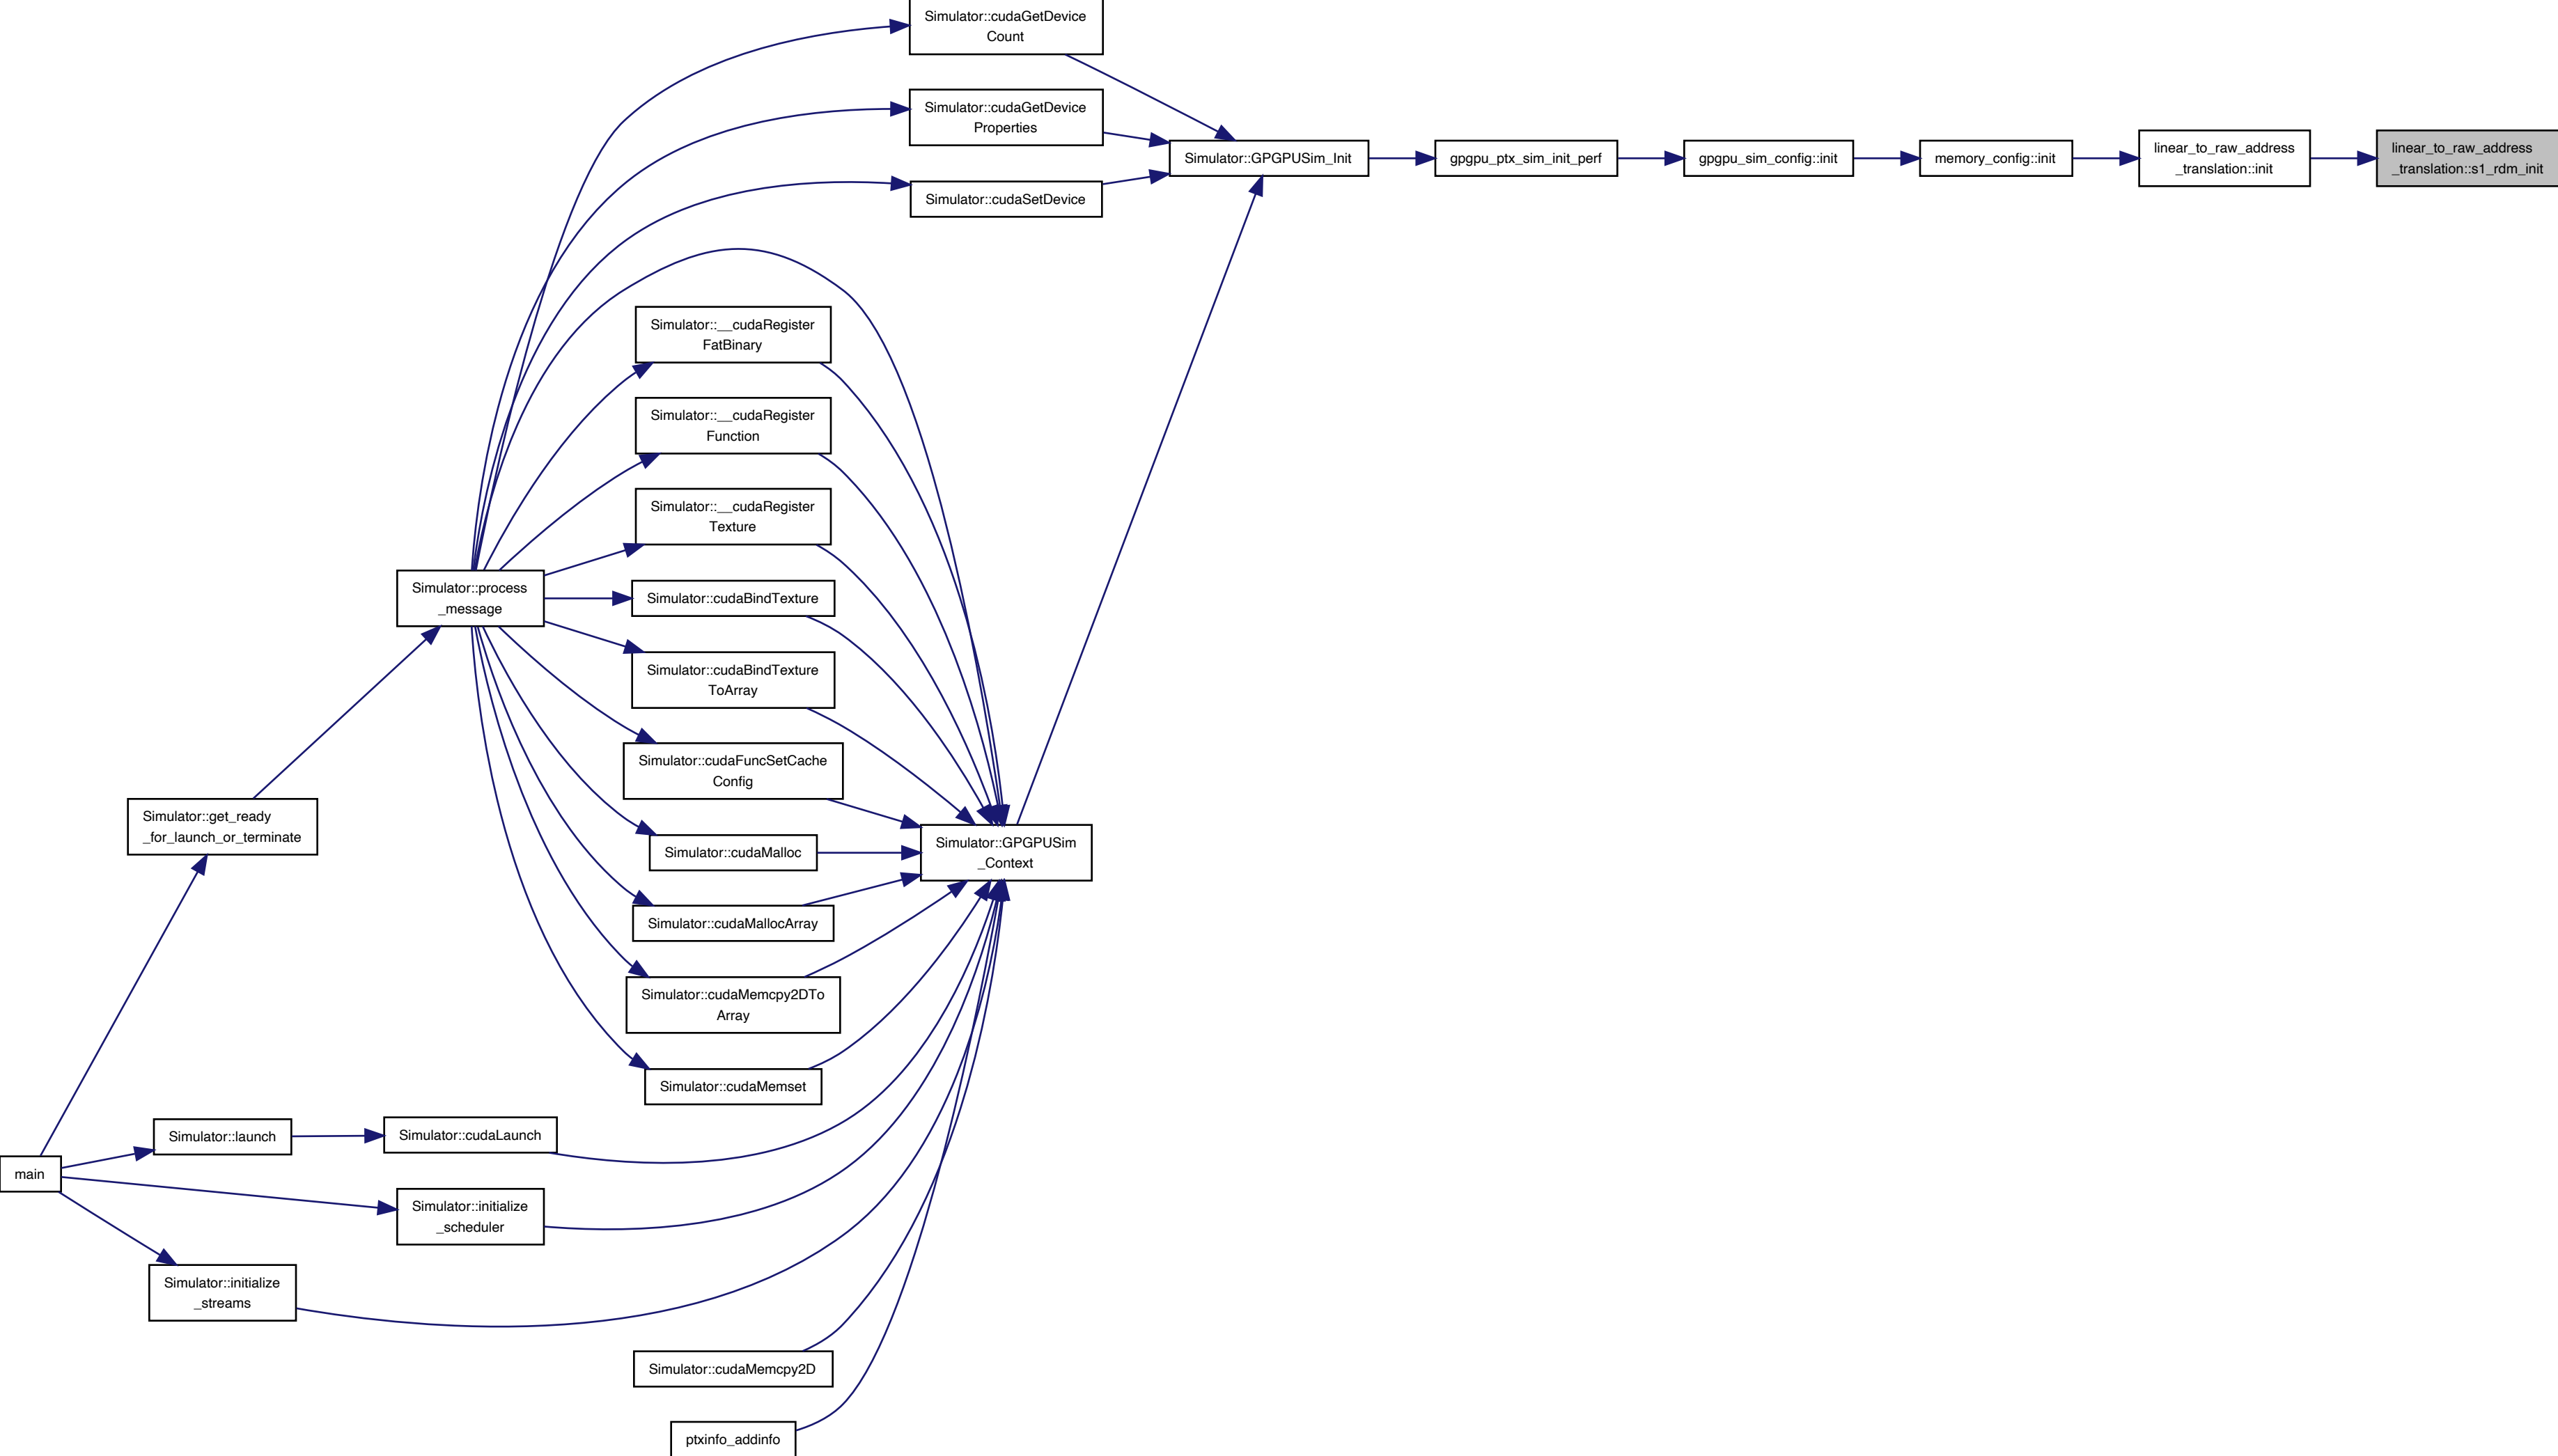 Simulator::cudaGetDevice
Count
Simulator::cudaGetDevice
Properties
Simulator::GPGPUSim_Init
gpgpu_ptx_sim_init_perf
gpgpu_sim_config::init
memory_config::init
linear_to_raw_address
_translation::init
linear_to_raw_address
_translation::s1_rdm_init
Simulator::cudaSetDevice
Simulator::__cudaRegister
FatBinary
Simulator::__cudaRegister
Function
Simulator::__cudaRegister
Texture
Simulator::process
_message
Simulator::cudaBindTexture
Simulator::cudaBindTexture
ToArray
Simulator::cudaFuncSetCache
Config
Simulator::get_ready
_for_launch_or_terminate
Simulator::cudaMalloc
Simulator::GPGPUSim
_Context
Simulator::cudaMallocArray
Simulator::cudaMemcpy2DTo
Array
Simulator::cudaMemset
Simulator::launch
Simulator::cudaLaunch
main
Simulator::initialize
_scheduler
Simulator::initialize
_streams
Simulator::cudaMemcpy2D
ptxinfo_addinfo